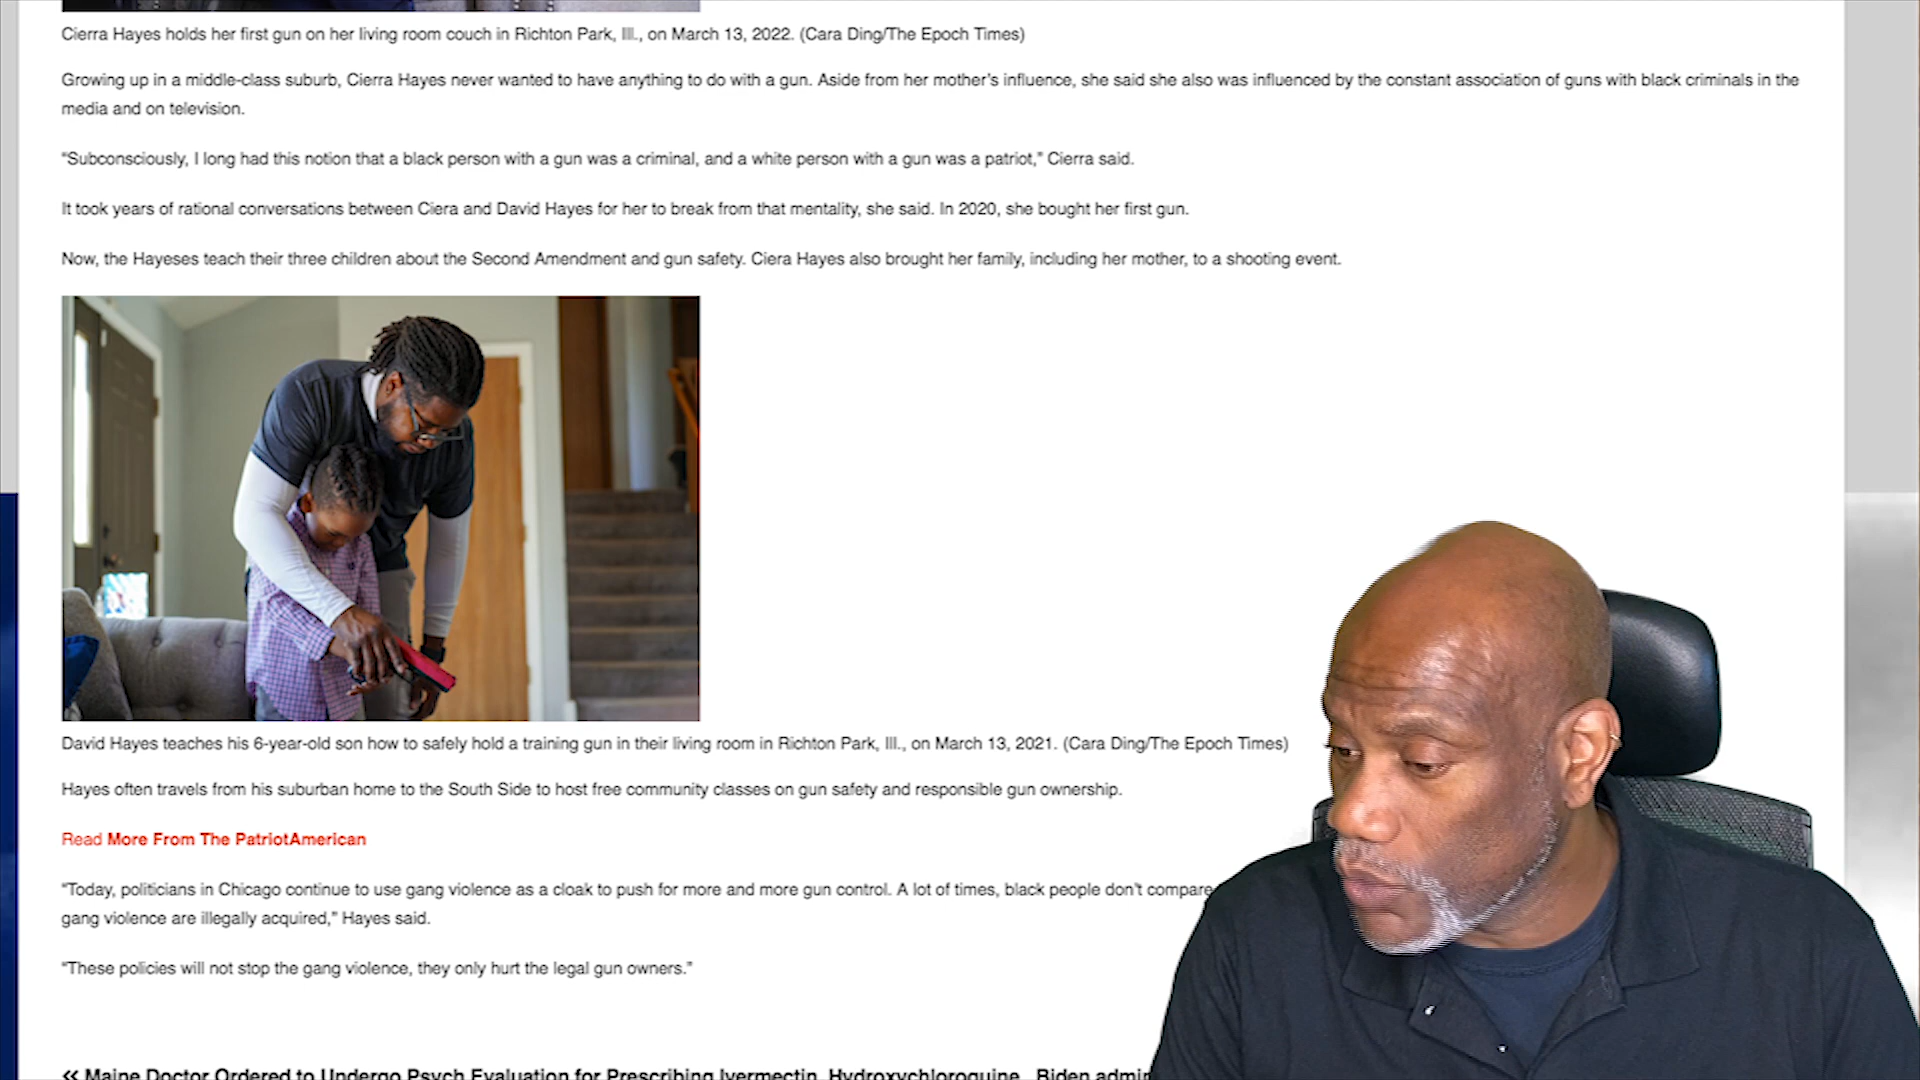 Cierra Hayes holds her first gun on her living room couch in Richton Park, Ill., on March 13, 2022. (Cara Ding/The Epoch Times)
Growing up in a middle-class suburb, Cierra Hayes never wanted to have anything to do with a gun. Aside from her mother's influence, she said she also was influenced by the constant association of guns with black criminals in the
media and on television.
“Subconsciously, I long had this notion that a black person with a gun was a criminal, and a white person with a gun was a patriot,” Cierra said.
It took years of rational conversations between Ciera and David Hayes for her to break from that mentality, she said. In 2020, she bought her first gun.
Now, the Hayeses teach their three children about the Second Amendment and gun safety. Ciera Hayes also brought her family, including her mother, to a shooting event.
David Hayes teaches his 6-year-old son how to safely hold a training gun in their living room in Richton Park, Ill., on March 13, 2021. (Cara Ding/The Epoch Times)
Hayes often travels from his suburban home to the South Side to host free community classes on gun safety and responsible gun ownership.
Read More From The PatriotAmerican
“Today, politicians in Chicago continue to use gang violence as a cloak to push for more and more gun control. A lot of times, black people don't compare
gang violence are illegally acquired,” Hayes said.
“These policies will not stop the gang violence, they only hurt the legal gun owners.”
« Maine Doctor Ordered to Undergo Psych Evaluation for Prescribing Ivermectin, Hydroxychloroquine Biden